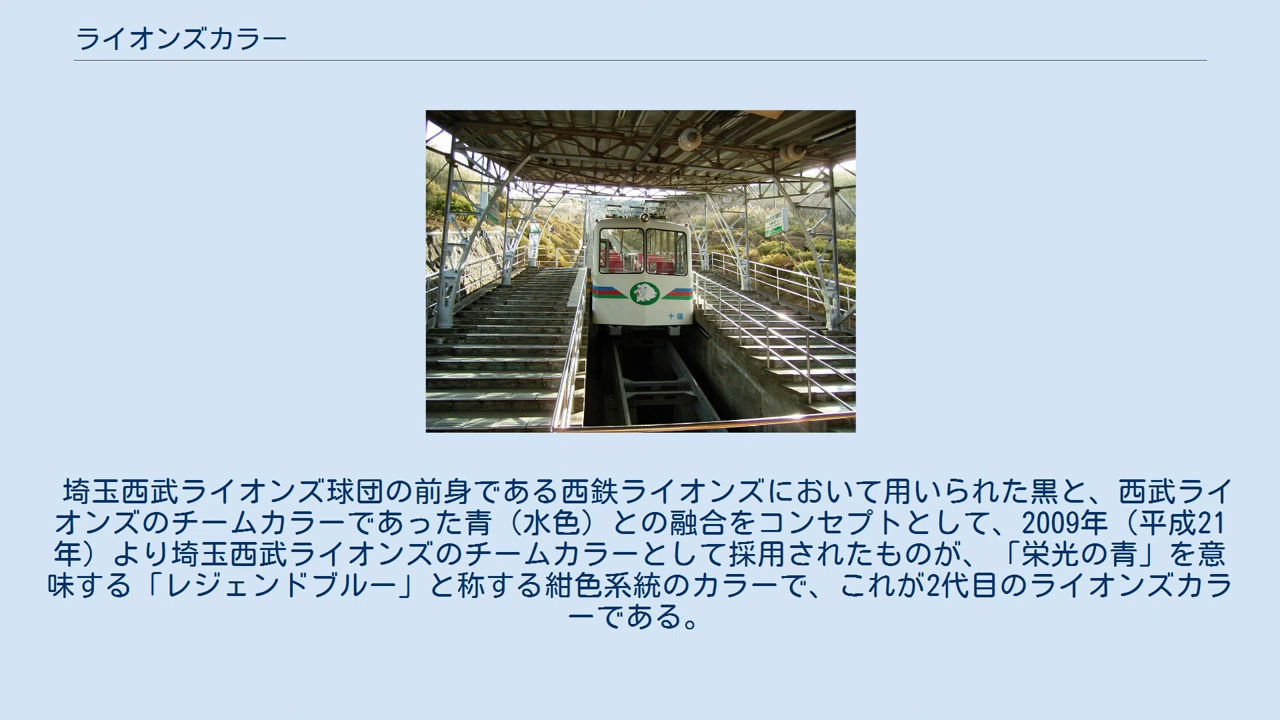 ライオンズカラー
十国
埼玉西武ライオンズ球団の前身である西鉄ライオンズにおいて用いられた黒と、西武ライ
オンズのチームカラーであった青（水色）との融合をコンセプトとして、2009年（平成21
年）より埼玉西武ライオンズのチームカラーとして採用されたものが、「栄光の青」を意
味する「レジェンドブルー」と称する紺色系統のカラーで、これが2代目のライオンズカラ
ーである。